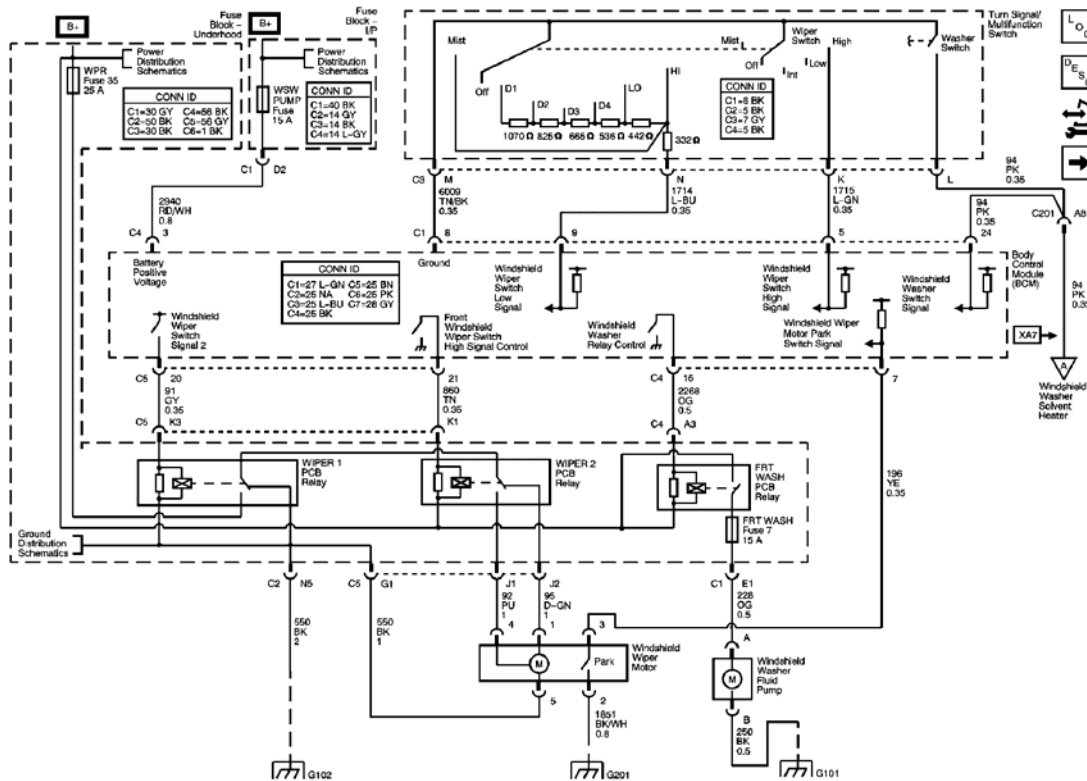 B+
Fuse
Block –
Underhood
Power
Distribution
Schematics
WPR
Fuse 35
25 A
CONN ID
C1=30 GY C4=56 BK
C2=50 BK C5=56 GY
C3=30 BK C6=1 BK
B+
Fuse
Block –
I/P
Power
Distribution
Schematics
WSW
PUMP
Fuse
15 A
CONN ID
C1=40 BK
C2=14 GY
C3=14 BK
C4=14 L-GY
C1 D2
2940
RD/WH
0.8
C4 3
Turn Signal/
Multifunction
Switch
Mist
Off
D1
D2
D3
D4
LO
HI
1070 Ω 825 Ω 665 Ω 536 Ω 442 Ω
332 Ω
Mist
Off
Wiper
Switch
Int
Low
High
Washer
Switch
CONN ID
C1=8 BK
C2=5 BK
C3=7 GY
C4=5 BK
C3 M
6009
TN/BK
0.35
C1 8
N
1714
L-BU
0.35
9
K
1715
L-GN
0.35
5
L
94
PK
0.35
94
PK
0.35
24
C201 A8
94
PK
0.35
XA7
A
Windshield
Washer
Solvent
Heater
Body
Control
Module
(BCM)
Battery
Positive
Voltage
CONN ID
C1=27 L-GN C5=25 BN
C2=25 NA C6=25 PK
C3=25 L-BU C7=28 GY
C4=25 BK
Ground
Windshield
Wiper
Switch
Low
Signal
Windshield
Wiper
Switch
High
Signal
Windshield
Washer
Switch
Signal
Windshield
Wiper
Switch
Signal 2
Front
Windshield
Wiper Switch
High Signal Control
Windshield
Washer
Relay Control
Windshield Wiper
Motor Park
Switch Signal
C5 20
91
GY
0.35
C5 K3
21
860
TN
0.35
K1
C4 15
2268
OG
0.5
C4 A3
7
196
YE
0.35
WIPER 1
PCB
Relay
WIPER 2
PCB
Relay
FRT
WASH
PCB
Relay
FRT WASH
Fuse 7
15 A
Ground
Distribution
Schematics
C2 N5
550
BK
2
G102
C5 G1
550
BK
1
J1
92
PU
1
4
J2
95
D-GN
1
1
3
Windshield
Wiper
Motor
M
Park
5
2
1851
BK/WH
0.8
G201
C1 E1
228
OG
0.5
A
Windshield
Washer
Fluid
Pump
M
B
250
BK
0.5
G101